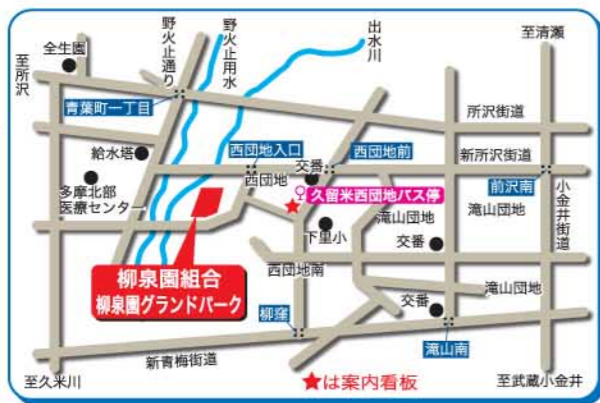 至所沢
全生園
野火止通り
野火止用水
出水川
至清瀬
青葉町一丁目
所沢街道
給水塔
西団地入口
交番
西団地前
新所沢街道
西団地
前沢南
多摩北部
医療センター
久留米西団地バス停
滝山団地
滝山団地
小金井街道
下里小
交番
柳泉園組合
柳泉園グランドパーク
西団地南
滝山団地
交番
柳窪
滝山南
新青梅街道
至久米川
★は案内看板
至武蔵小金井